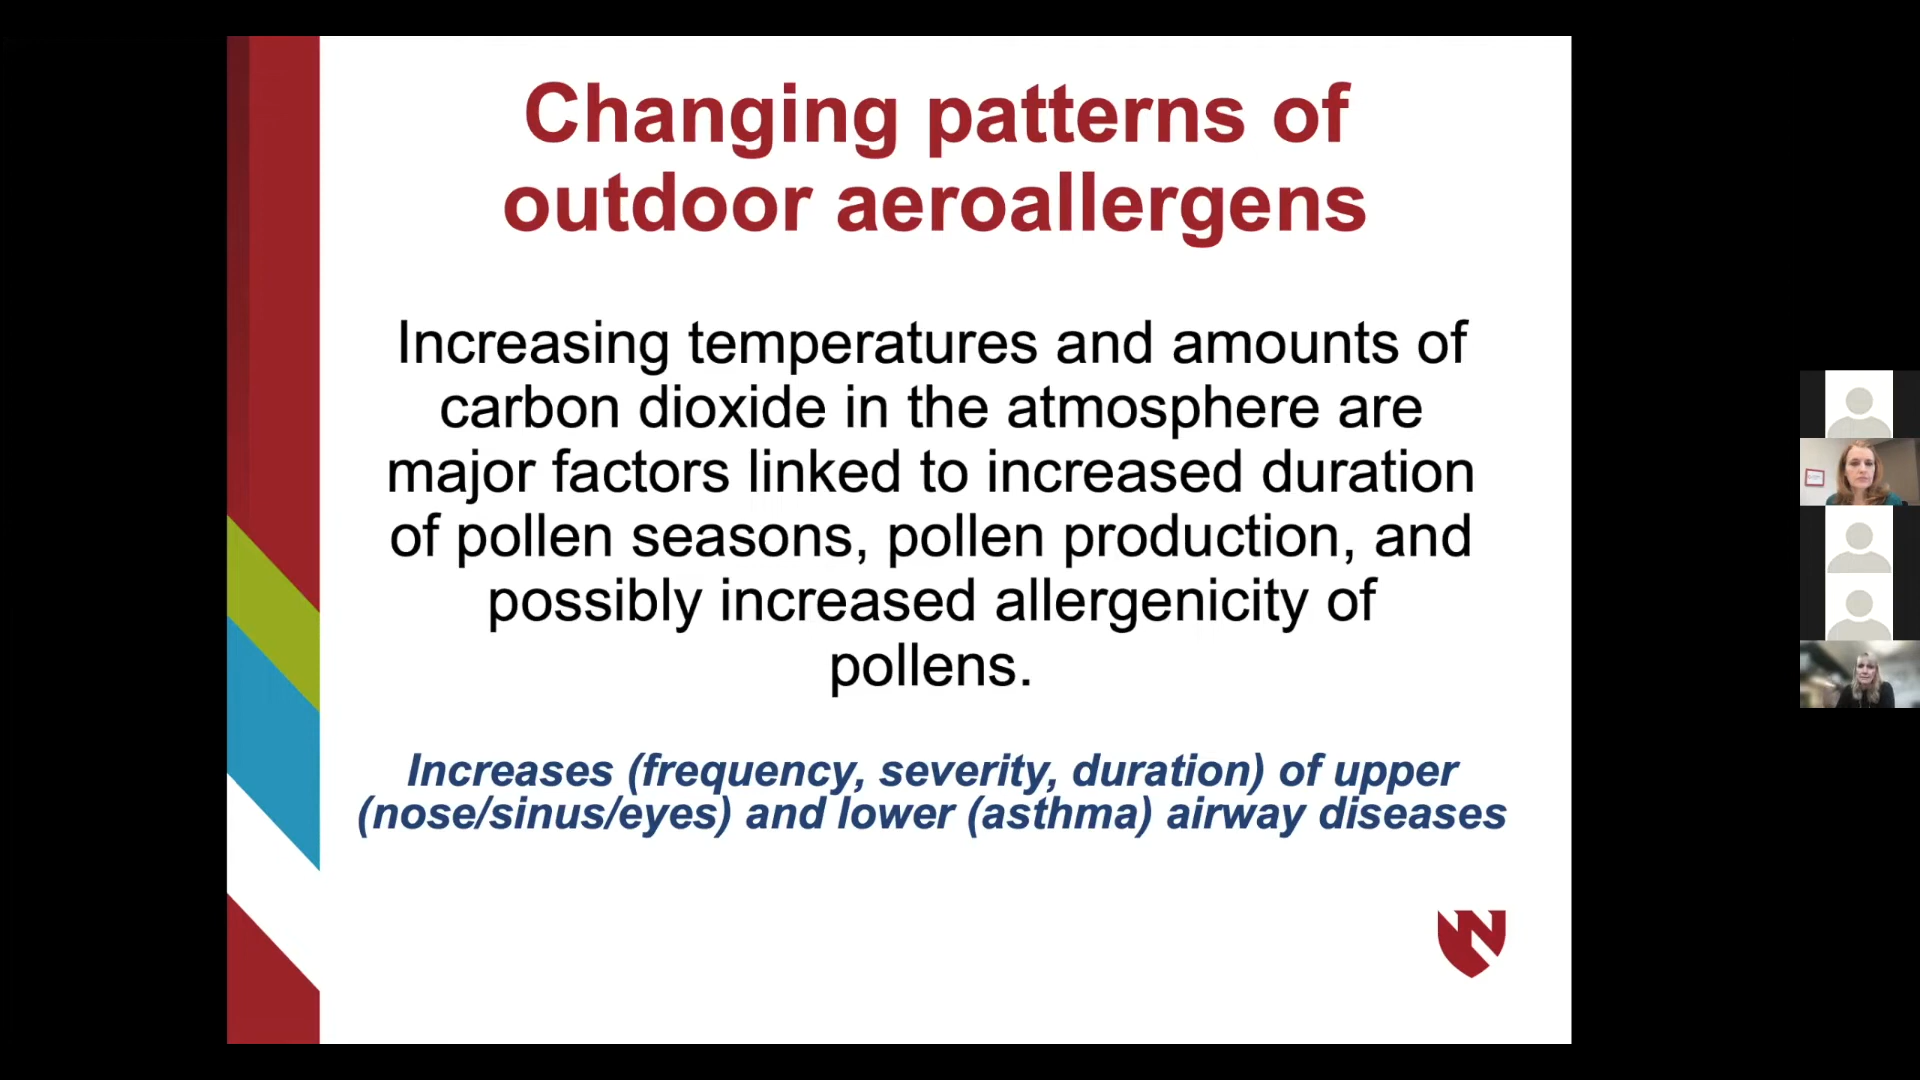 Changing patterns of
outdoor aeroallergens
Increasing temperatures and amounts of
carbon dioxide in the atmosphere are
major factors linked to increased duration
of pollen seasons, pollen production, and
possibly increased allergenicity of
pollens.
Increases (frequency, severity, duration) of upper
(nose/sinus/eyes) and lower (asthma) airway diseases